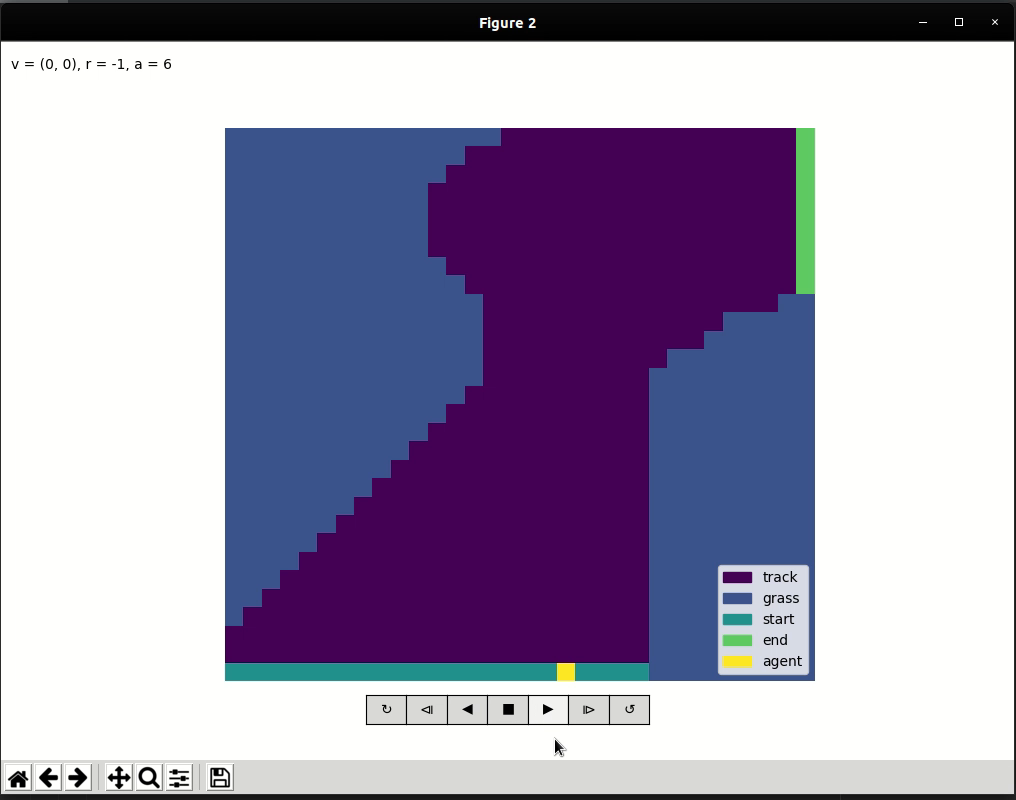 Figure 2
v = (0, 0), r = -1, a = 6
track
grass
start
end
agent